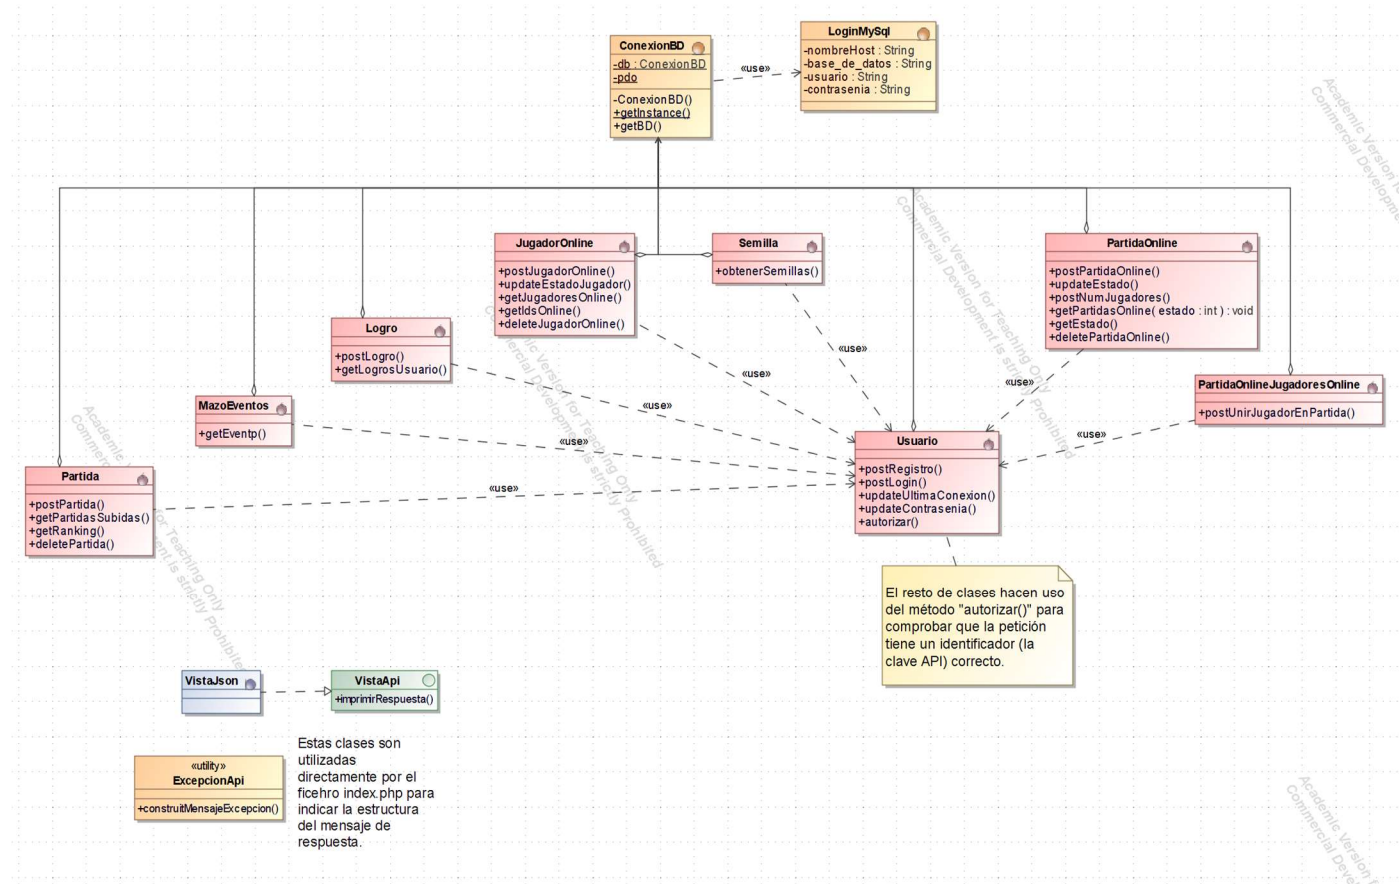 ConexionBD
-db : ConexionBD
-pdo
-ConexionBD()
+getInstance()
+getBD()
«use»
LoginMySql
-nombreHost : String
-base_de_datos : String
-usuario : String
-contrasenia : String
JugadorOnline
+postJugadorOnline()
+updateEstadoJugador()
+getJugadoresOnline()
+getIdsOnline()
+deleteJugadorOnline()
Semilla
+obtenerSemillas()
PartidaOnline
+postPartidaOnline()
+updateEstado()
+postNumJugadores()
+getPartidasOnline( estado : int ) : void
+getEstado()
+deletePartidaOnline()
Logro
+postLogro()
+getLogrosUsuario()
«use»
«use»
«use»
«use»
PartidaOnlineJugadoresOnline
+postUnirJugadorEnPartida()
MazoEventos
+getEventp()
«use»
«use»
Usuario
+postRegistro()
+postLogin()
+updateUltimaConexion()
+updateContrasenia()
+autorizar()
Partida
+postPartida()
+getPartidasSubidas()
+getRanking()
+deletePartida()
«use»
El resto de clases hacen uso
del método "autorizar()" para
comprobar que la petición
tiene un identificador (la
clave API) correcto.
VistaJson
VistaApi
+imprimirRespuesta()
«utility»
ExcepcionApi
+construitMensajeExcepcion()
Estas clases son
utilizadas
directamente por el
ficehro index.php para
indicar la estructura
del mensaje de
respuesta.
Academic Version for Teaching Only
Commercial Development is strictly Prohibited